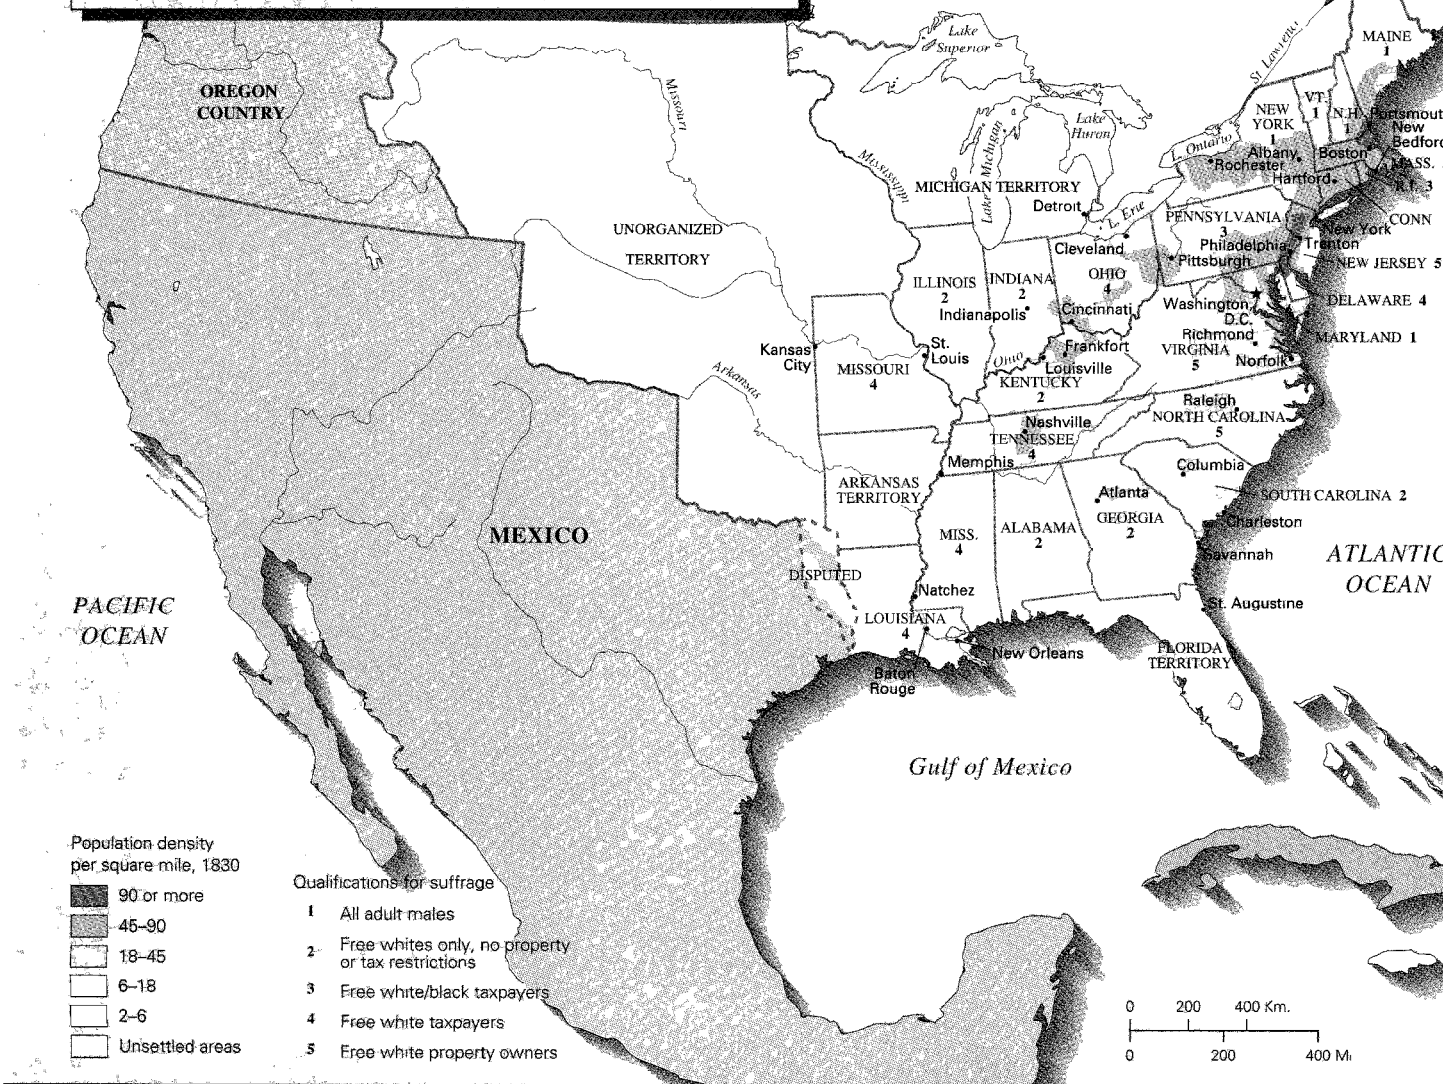 MAINE
1
Lake
Superior
St. Lawrence
OREGON
COUNTRY
Missouri
VT.
1
N.H.
1
NEW
YORK
1
Portsmout
New
Bedford
Lake
Huron
L. Ontario
Albany
Rochester
Boston
MASS.
Hartford
R.I. 3
Mississippi
Lake Michigan
MICHIGAN TERRITORY
Detroit
L. Erie
PENNSYLVANIA
3
CONN
New York
UNORGANIZED
TERRITORY
Cleveland
Philadelphia
Trenton
Pittsburgh
NEW JERSEY 5
ILLINOIS
2
INDIANA
2
OHIO
4
Indianapolis
Cincinnati
Washington,
D.C.
DELAWARE 4
Richmond
MARYLAND 1
VIRGINIA
5
Norfolk
Kansas
City
St.
Louis
Ohio
Frankfort
Louisville
MISSOURI
4
KENTUCKY
2
Arkansas
Raleigh
NORTH CAROLINA
5
Nashville
TENNESSEE
4
Memphis
Columbia
ARKANSAS
TERRITORY
Atlanta
SOUTH CAROLINA 2
GEORGIA
2
Charleston
MEXICO
MISS.
4
ALABAMA
2
Savannah
ATLANTIC
OCEAN
DISPUTED
Natchez
St. Augustine
PACIFIC
OCEAN
LOUISIANA
4
New Orleans
FLORIDA
TERRITORY
Baton
Rouge
Gulf of Mexico
Population density
per square mile, 1830
90 or more
45–90
18–45
6–18
2–6
Unsettled areas
Qualifications for suffrage
1 All adult males
2 Free whites only, no property
or tax restrictions
3 Free white/black taxpayers
4 Free white taxpayers
5 Free white property owners
0 200 400 Km.
0 200 400 Mi